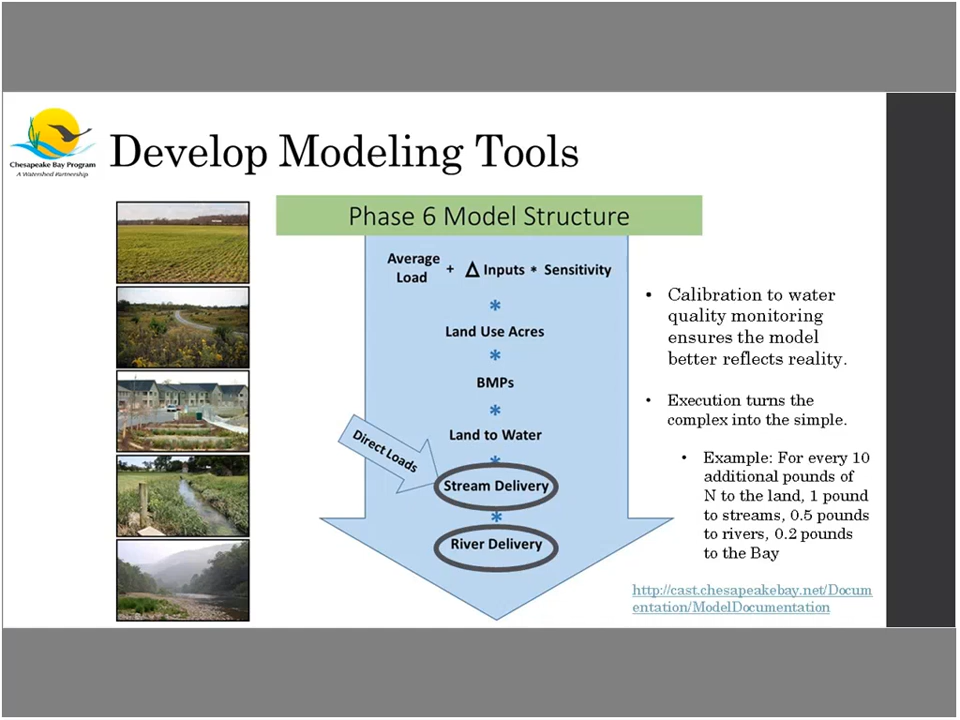 Chesapeake Bay Program
A Watershed Partnership
Develop Modeling Tools
Phase 6 Model Structure
Average
Load
+ Δ Inputs * Sensitivity
*
Land Use Acres
*
BMPs
*
Land to Water
*
Direct Loads
Stream Delivery
*
River Delivery
• Calibration to water
quality monitoring
ensures the model
better reflects reality.
• Execution turns the
complex into the simple.
• Example: For every 10
additional pounds of
N to the land, 1 pound
to streams, 0.5 pounds
to rivers, 0.2 pounds
to the Bay
http://cast.chesapeakebay.net/Docum
entation/ModelDocumentation